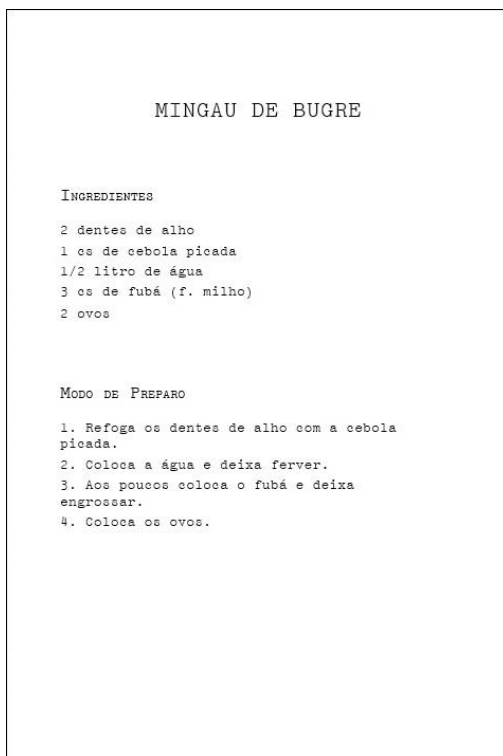 MINGAU DE BUGRE
INGREDIENTES
2 dentes de alho
1 cs de cebola picada
1/2 litro de água
3 cs de fubá (f. milho)
2 ovos
MODO DE PREPARO
1. Refoga os dentes de alho com a cebola
picada.
2. Coloca a água e deixa ferver.
3. Aos poucos coloca o fubá e deixa
engrossar.
4. Coloca os ovos.